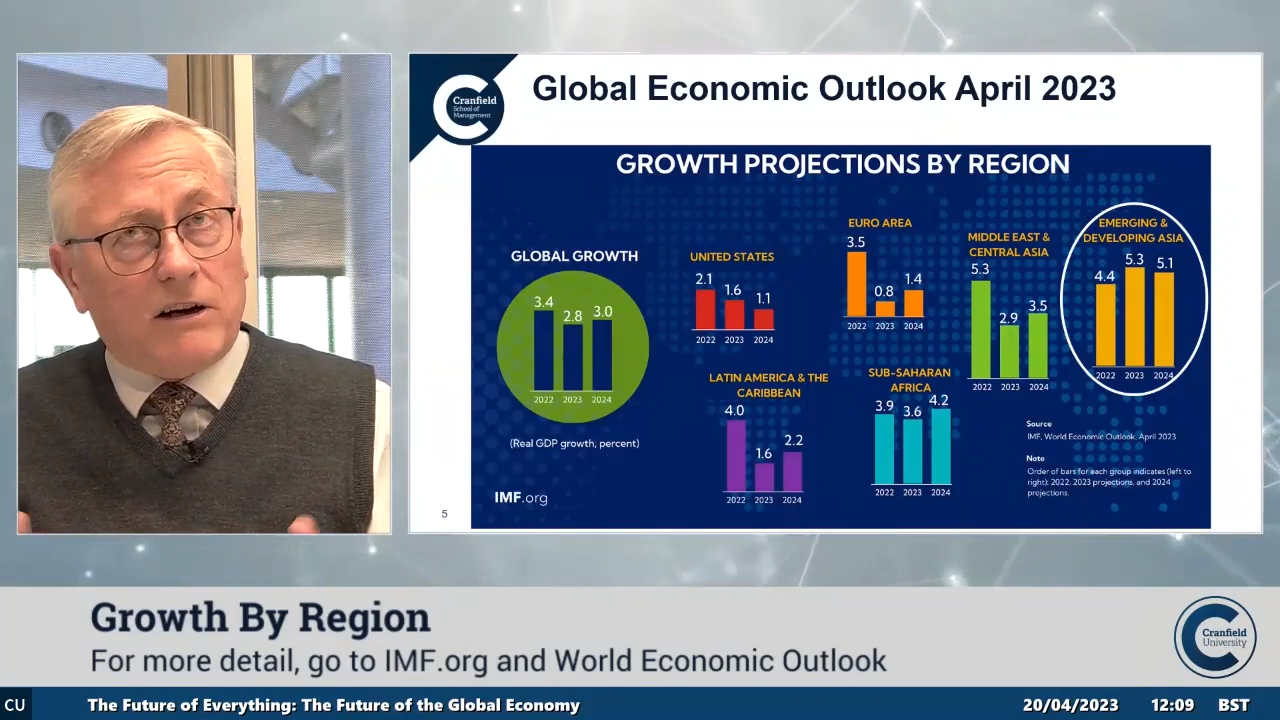 Cranfield
School of
Management
Global Economic Outlook April 2023
GROWTH PROJECTIONS BY REGION
GLOBAL GROWTH
3.4
2.8
3.0
2022
2023
2024
(Real GDP growth, percent)
IMF.org
UNITED STATES
2.1
1.6
1.1
2022
2023
2024
EURO AREA
3.5
0.8
1.4
2022
2023
2024
MIDDLE EAST &
CENTRAL ASIA
5.3
2.9
3.5
2022
2023
2024
EMERGING &
DEVELOPING ASIA
4.4
5.3
5.1
2022
2023
2024
LATIN AMERICA & THE
CARIBBEAN
4.0
1.6
2.2
2022
2023
2024
SUB-SAHARAN
AFRICA
3.9
3.6
4.2
2022
2023
2024
Source
IMF, World Economic Outlook, April 2023.
Note
Order of bars for each group indicates (left to
right): 2022, 2023 projections, and 2024
projections.
5
Growth By Region
For more detail, go to IMF.org and World Economic Outlook
Cranfield
University
CU
The Future of Everything: The Future of the Global Economy
20/04/2023 12:09 BST